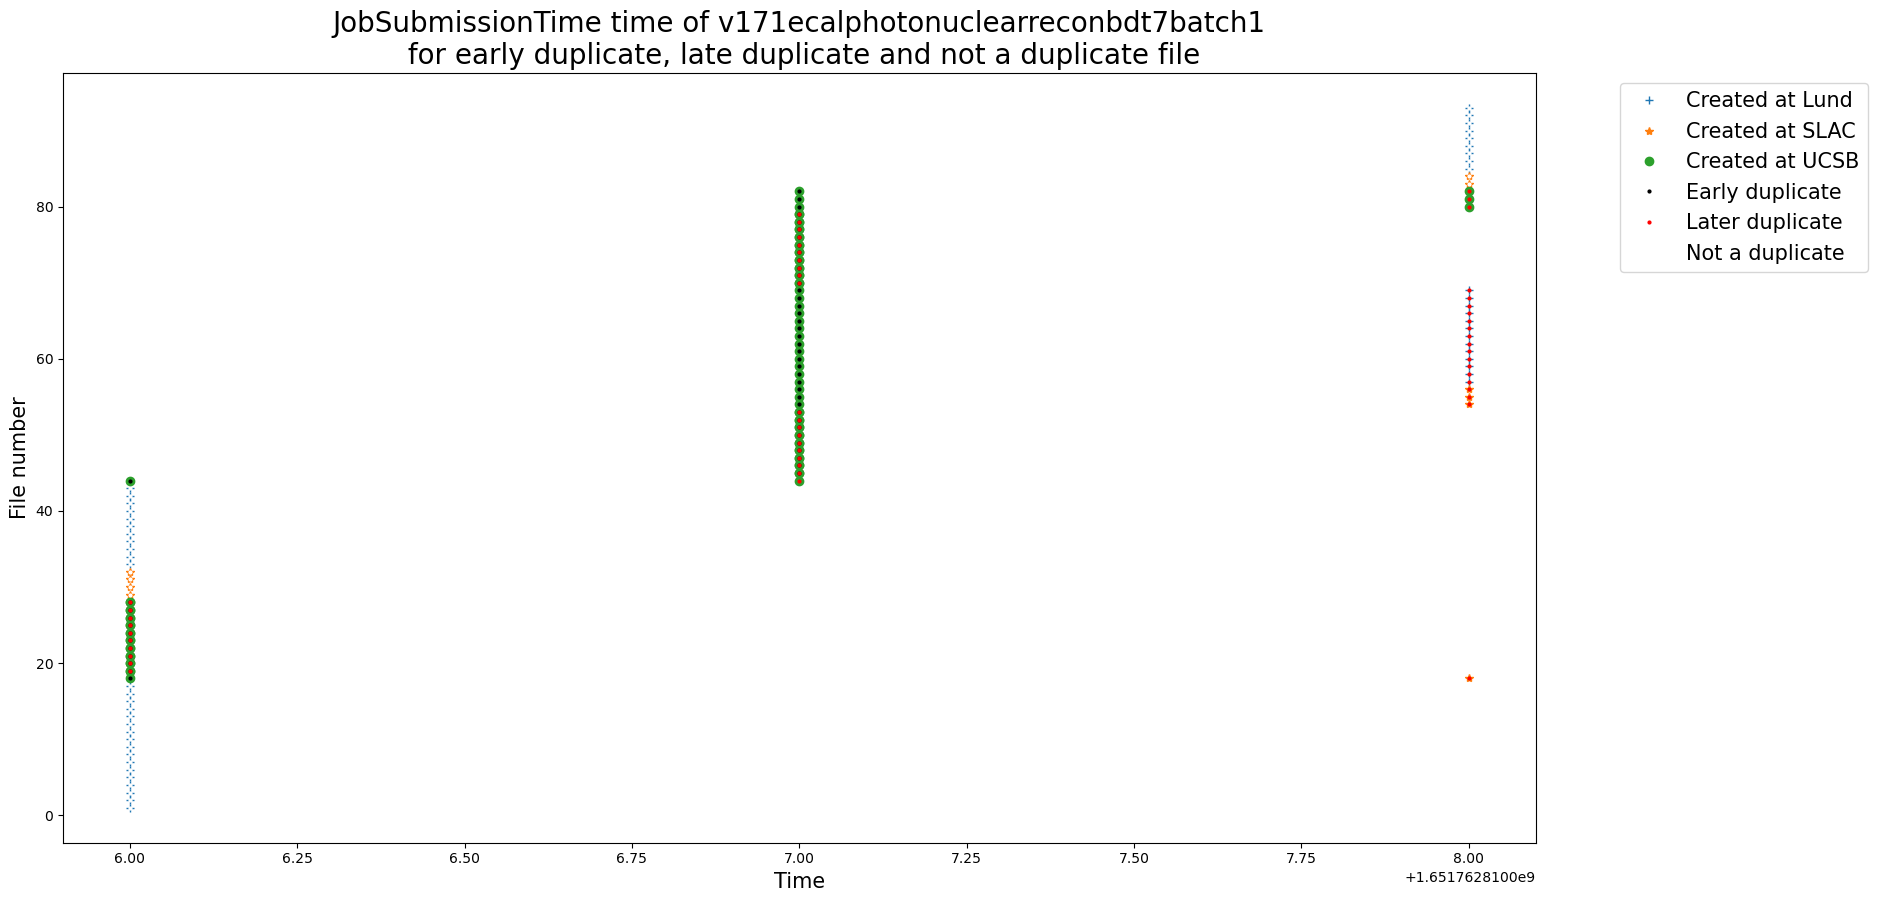 JobSubmissionTime time of v171ecalphotonuclearreconbdt7batch1
for early duplicate, late duplicate and not a duplicate file
Created at Lund
Created at SLAC
Created at UCSB
Early duplicate
Later duplicate
Not a duplicate
File number
80
60
40
20
0
6.00 6.25 6.50 6.75 7.00 7.25 7.50 7.75 8.00
Time
+1.6517628100e9